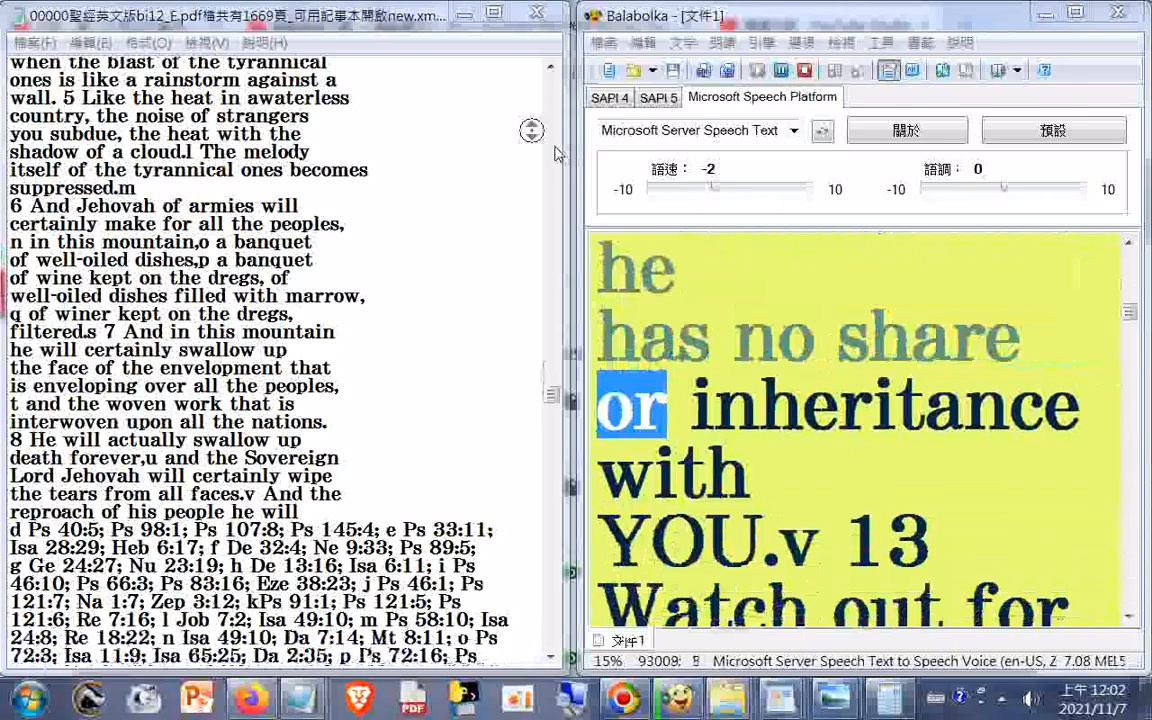 00000聖經英文版bi12_E.pdf檔共有1669頁_可用記事本開啟new.xm...
檔案(F) 編輯(E) 格式(O) 檢視(V) 說明(H)
when the blast of the tyrannical
ones is like a rainstorm against a
wall. 5 Like the heat in awaterless
country, the noise of strangers
you subdue, the heat with the
shadow of a cloud.l The melody
itself of the tyrannical ones becomes
suppressed.m
6 And Jehovah of armies will
certainly make for all the peoples,
n in this mountain,o a banquet
of well-oiled dishes,p a banquet
of wine kept on the dregs, of
well-oiled dishes filled with marrow,
q of winer kept on the dregs,
filtered.s 7 And in this mountain
he will certainly swallow up
the face of the envelopment that
is enveloping over all the peoples,
t and the woven work that is
interwoven upon all the nations.
8 He will actually swallow up
death forever,u and the Sovereign
Lord Jehovah will certainly wipe
the tears from all faces.v And the
reproach of his people he will
d Ps 40:5; Ps 98:1; Ps 107:8; Ps 145:4; e Ps 33:11;
Isa 28:29; Heb 6:17; f De 32:4; Ne 9:33; Ps 89:5;
g Ge 24:27; Nu 23:19; h De 13:16; Isa 6:11; i Ps
46:10; Ps 66:3; Ps 83:16; Eze 38:23; j Ps 46:1; Ps
121:7; Na 1:7; Zep 3:12; kPs 91:1; Ps 121:5; Ps
121:6; Re 7:16; l Job 7:2; Isa 49:10; m Ps 58:10; Isa
24:8; Re 18:22; n Isa 49:10; Da 7:14; Mt 8:11; o Ps
72:3; Isa 11:9; Isa 65:25; Da 2:35; p Ps 72:16; Ps
Balabolka - [文件1]
檔案 編輯 文字 朗讀 引擎 選項 檢視 工具 書籤 說明
SAPI 4 SAPI 5 Microsoft Speech Platform
Microsoft Server Speech Text 關於 預設
語速： -2 語調： 0
-10 10 -10 10
he
has no share
or inheritance
with
YOU.v 13
Watch out for
文件1
15% 93009: Microsoft Server Speech Text to Speech Voice (en-US, Z 7.08 MB
PDF
上午 12:02
2021/11/7